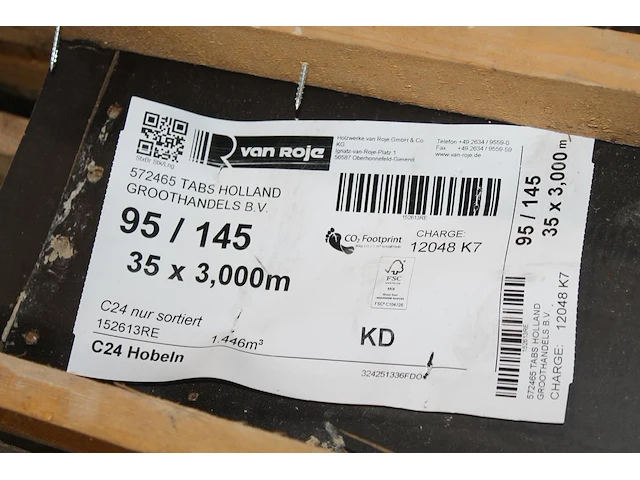 van Roje
Holzwerke van Roje GmbH & Co
KG
Ignatz-van-Roje-Platz 1
56587 Oberhonnefeld-Gierend
Telefon +49 2634 / 9559-0
Fax +49 2634 / 9559-59
www.van-roje.de
572465 TABS HOLLAND
GROOTHANDELS B.V.
95 / 145
35 x 3,000m
152613RE
CO2 Footprint
CHARGE:
12048 K7
FSC
C24 nur sortiert
152613RE
1.446m³
C24 Hobeln
KD
324251336FDO
95 / 145
35 x 3,000m
152613RE
572465 TABS HOLLAND
GROOTHANDELS B.V.
CHARGE: 12048 K7